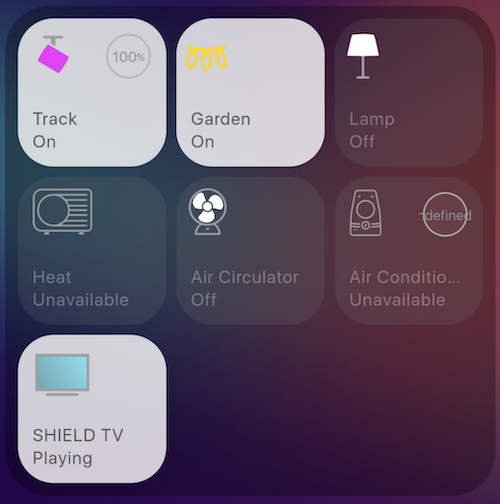 100%
Track
On
Garden
On
Lamp
Off
Heat
Unavailable
Air Circulator
Off
ndefined
Air Conditio...
Unavailable
SHIELD TV
Playing